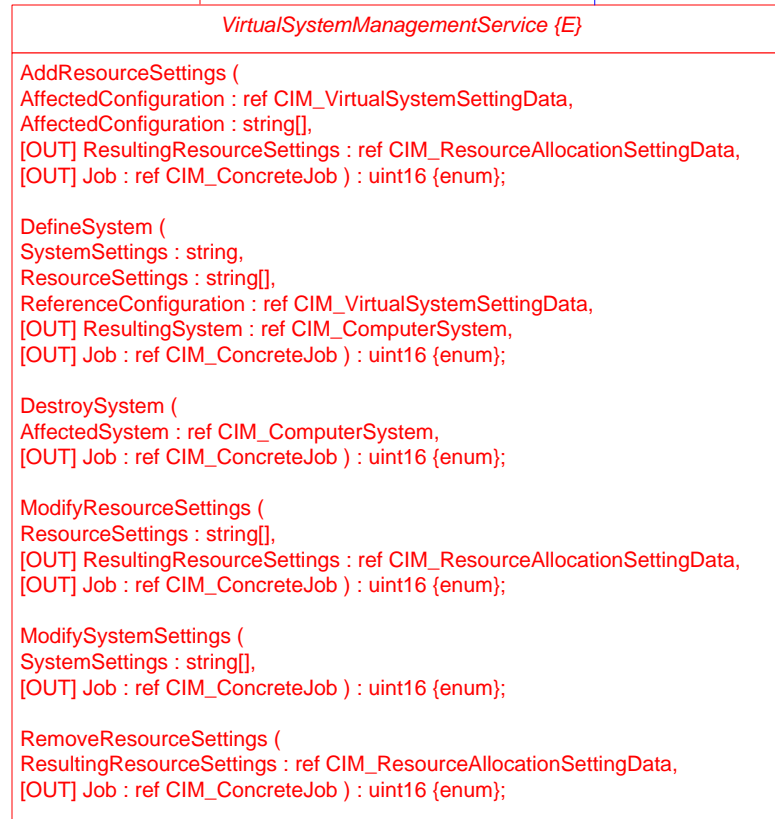 VirtualSystemManagementService {E}
AddResourceSettings (
AffectedConfiguration : ref CIM_VirtualSystemSettingData,
AffectedConfiguration : string[],
[OUT] ResultingResourceSettings : ref CIM_ResourceAllocationSettingData,
[OUT] Job : ref CIM_ConcreteJob ) : uint16 {enum};
DefineSystem (
SystemSettings : string,
ResourceSettings : string[],
ReferenceConfiguration : ref CIM_VirtualSystemSettingData,
[OUT] ResultingSystem : ref CIM_ComputerSystem,
[OUT] Job : ref CIM_ConcreteJob ) : uint16 {enum};
DestroySystem (
AffectedSystem : ref CIM_ComputerSystem,
[OUT] Job : ref CIM_ConcreteJob ) : uint16 {enum};
ModifyResourceSettings (
ResourceSettings : string[],
[OUT] ResultingResourceSettings : ref CIM_ResourceAllocationSettingData,
[OUT] Job : ref CIM_ConcreteJob ) : uint16 {enum};
ModifySystemSettings (
SystemSettings : string[],
[OUT] Job : ref CIM_ConcreteJob ) : uint16 {enum};
RemoveResourceSettings (
ResultingResourceSettings : ref CIM_ResourceAllocationSettingData,
[OUT] Job : ref CIM_ConcreteJob ) : uint16 {enum};